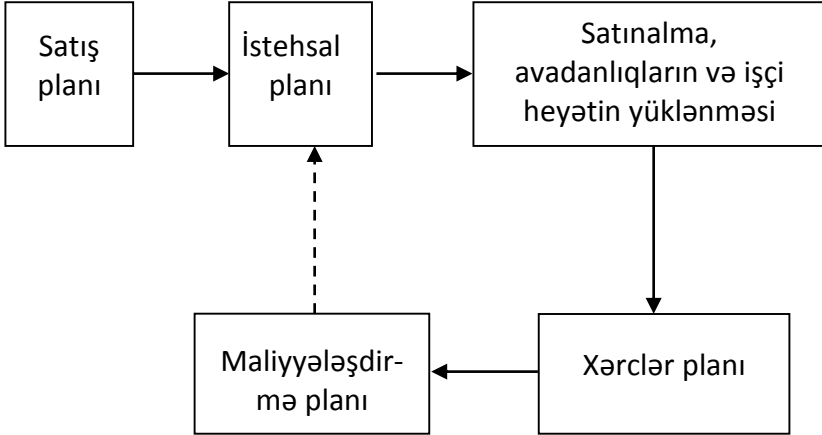 Satış
planı
İstehsal
planı
Satınalma,
avadanlıqların və işçi
heyətin yüklənməsi
Maliyyələşdir-
mə planı
Xərclər planı